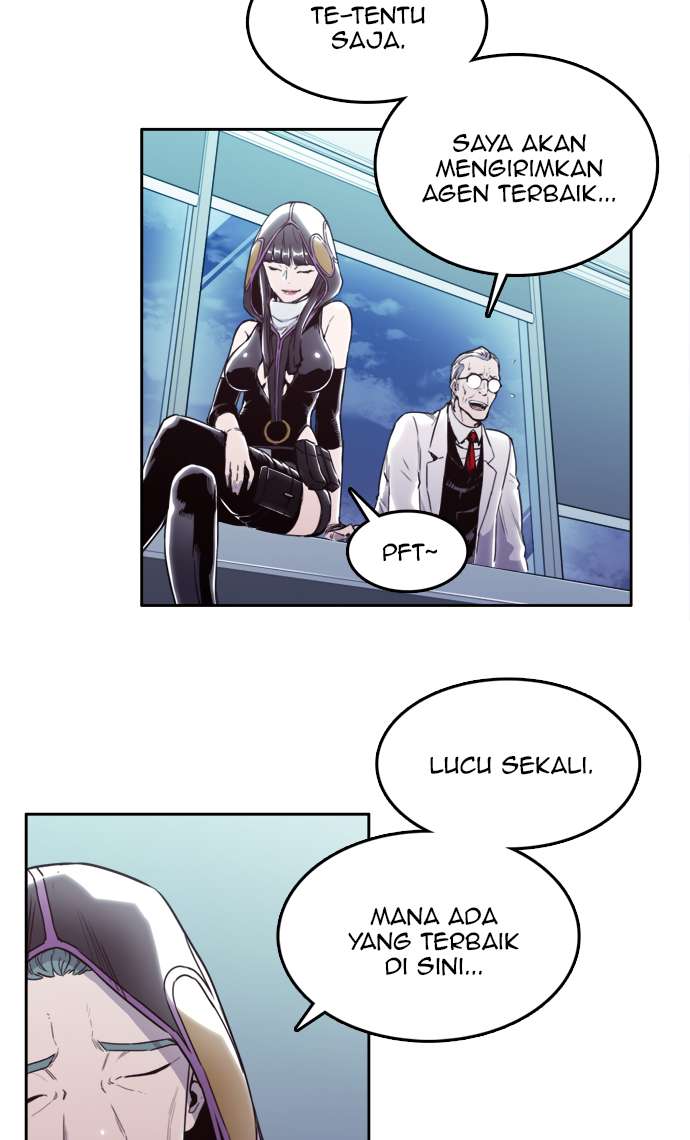 TE-TENTU
SAJA.
SAYA AKAN
MENGIRIMKAN
AGEN TERBAIK...
PFT~
LUCU SEKALI.
MANA ADA
YANG TERBAIK
DI SINI...